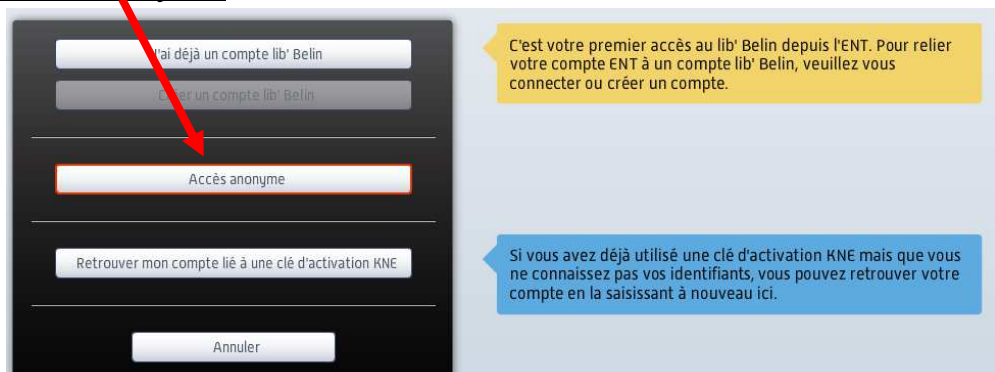 J'ai déjà un compte lib' Belin
Créer un compte lib' Belin
Accès anonyme
Retrouver mon compte lié à une clé d'activation KNE
Annuler
C'est votre premier accès au lib' Belin depuis l'ENT. Pour relier
votre compte ENT à un compte lib' Belin, veuillez vous
connecter ou créer un compte.
Si vous avez déjà utilisé une clé d'activation KNE mais que vous
ne connaissez pas vos identifiants, vous pouvez retrouver votre
compte en la saisissant à nouveau ici.